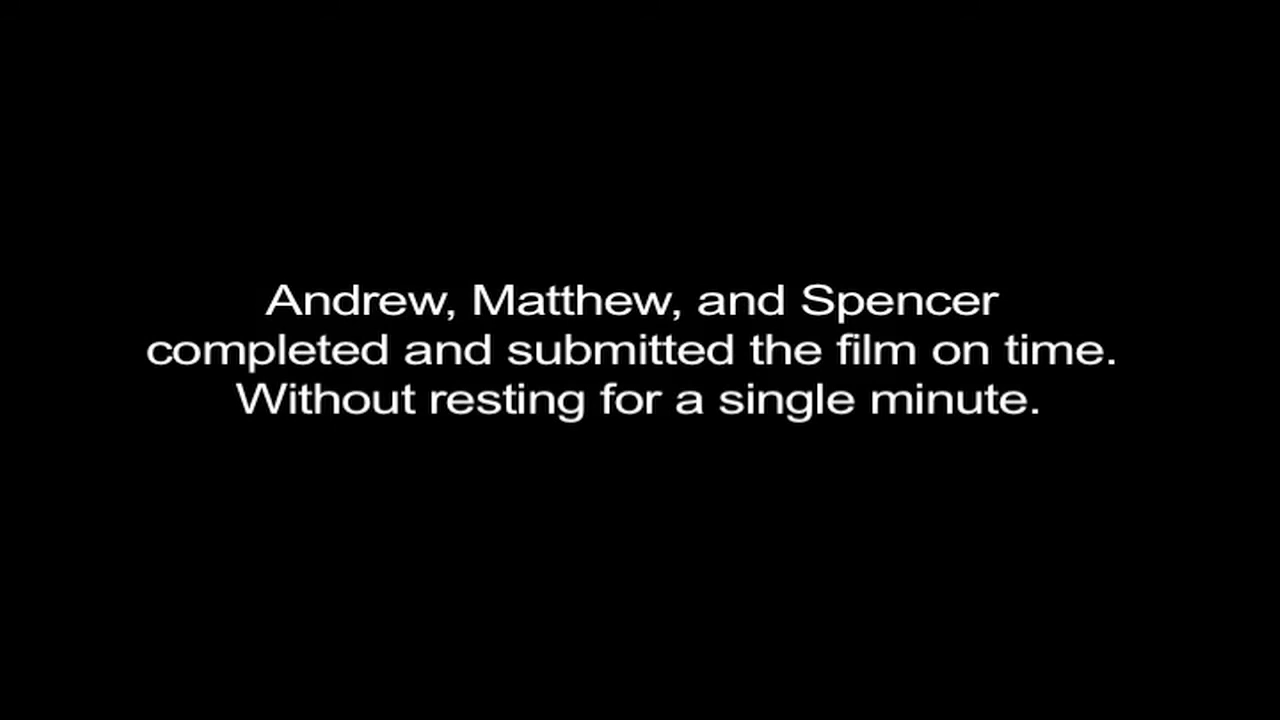 Andrew, Matthew, and Spencer
completed and submitted the film on time.
Without resting for a single minute.